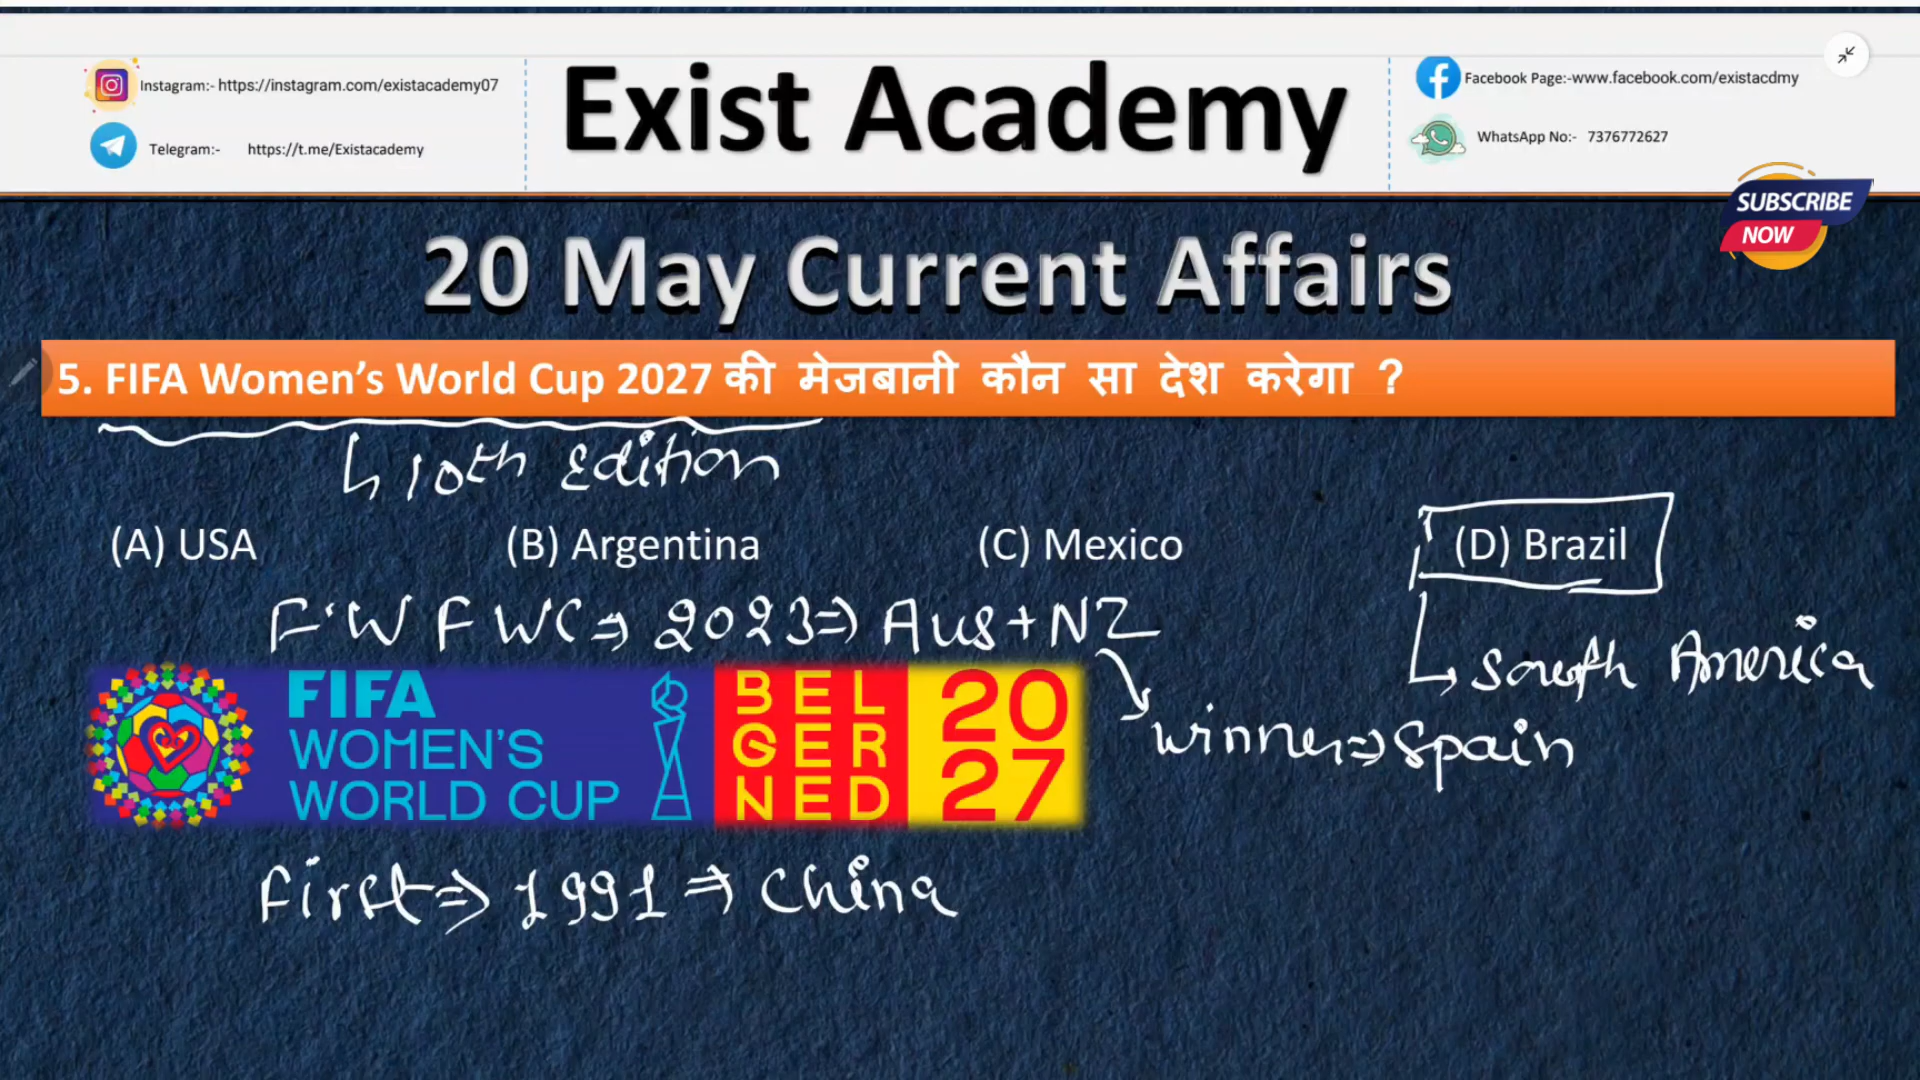 Instagram:- https://instagram.com/existacademy07
Telegram:- https://t.me/Existacademy
Exist Academy
Facebook Page:-www.facebook.com/existacdmy
WhatsApp No:- 7376772627
SUBSCRIBE
NOW
20 May Current Affairs
5. FIFA Women's World Cup 2027 की मेजबानी कौन सा देश करेगा ?
↳ 10th Edition
(A) USA (B) Argentina (C) Mexico (D) Brazil
↳ South America
F'W FWC ⇒ 2023 ⇒ Aus + NZ
winner ⇒ Spain
FIFA
WOMEN'S
WORLD CUP
BEL
GER
NED
20
27
First ⇒ 1991 ⇒ China